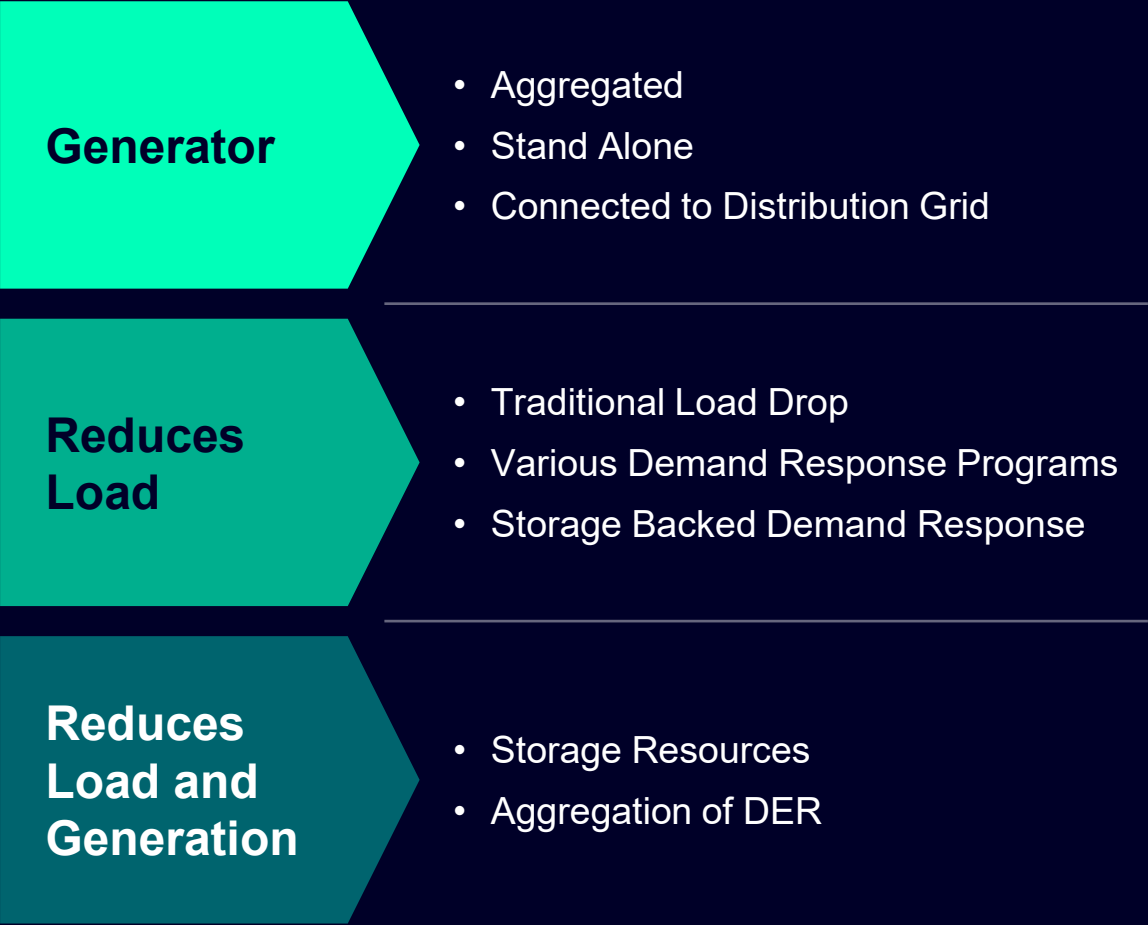 Generator
• Aggregated
• Stand Alone
• Connected to Distribution Grid
Reduces
Load
• Traditional Load Drop
• Various Demand Response Programs
• Storage Backed Demand Response
Reduces
Load and
Generation
• Storage Resources
• Aggregation of DER